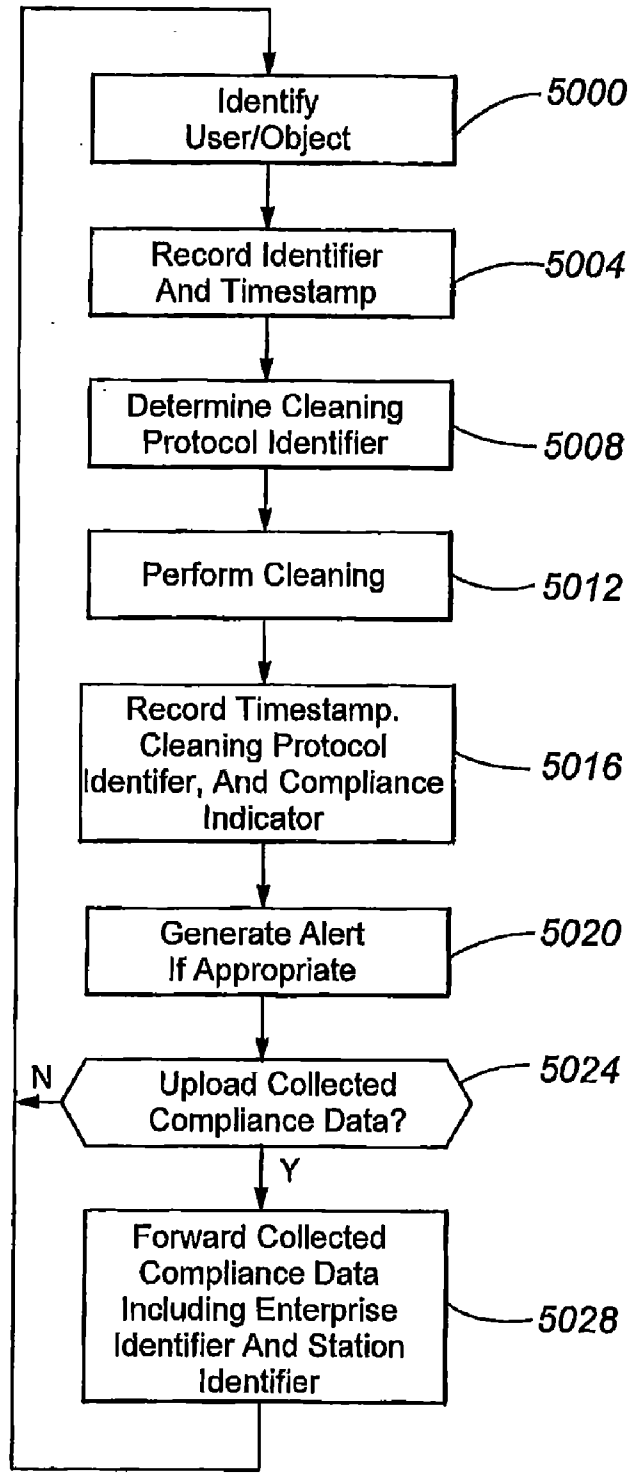 Identify
User/Object
5000
Record Identifier
And Timestamp
5004
Determine Cleaning
Protocol Identifier
5008
Perform Cleaning
5012
Record Timestamp.
Cleaning Protocol
Identifer, And Compliance
Indicator
5016
Generate Alert
If Appropriate
5020
N
Upload Collected
Compliance Data?
5024
Y
Forward Collected
Compliance Data
Including Enterprise
Identifier And Station
Identifier
5028